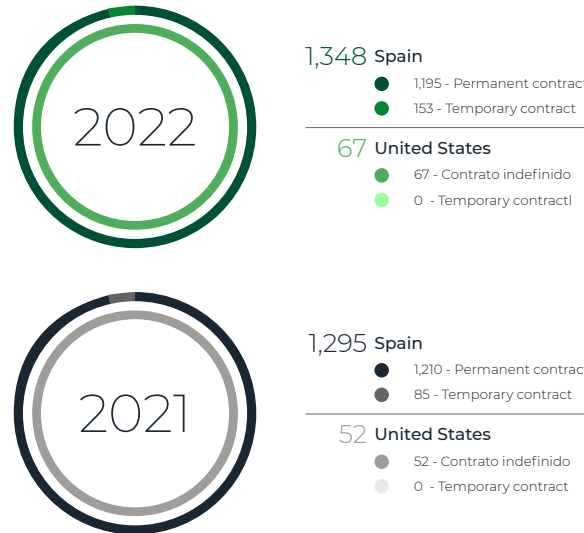 2022
1,348 Spain
1,195 - Permanent contract
153 - Temporary contract
67 United States
67 - Contrato indefinido
0 - Temporary contractl
2021
1,295 Spain
1,210 - Permanent contrac
85 - Temporary contract
52 United States
52 - Contrato indefinido
0 - Temporary contract